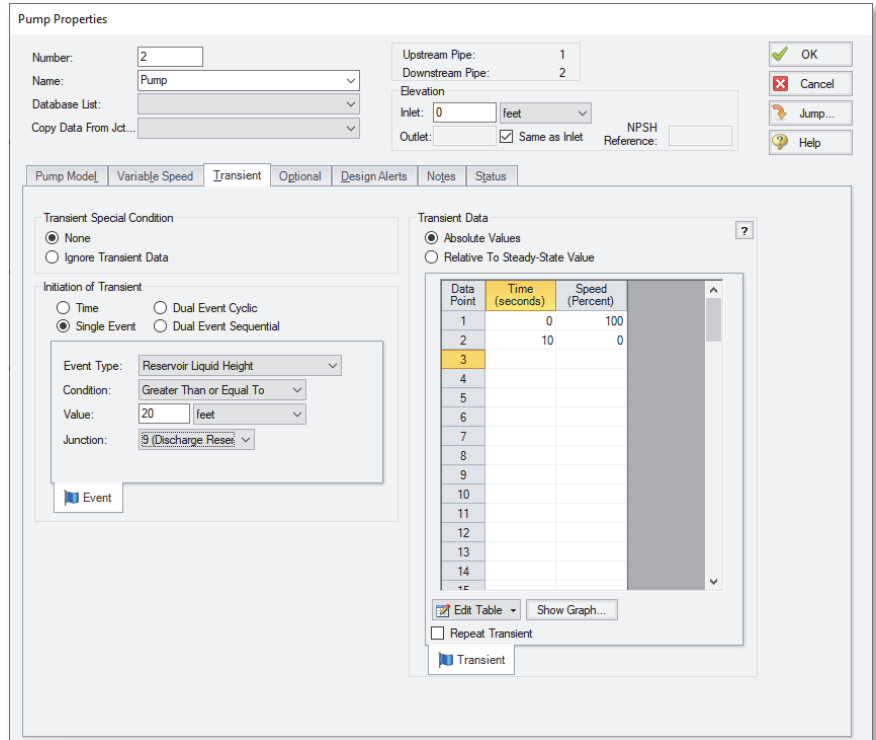 Pump Properties
Number: 2
Name: Pump
Database List:
Copy Data From Jct...
Upstream Pipe: 1
Downstream Pipe: 2
Elevation
Inlet: 0 feet
Outlet: Same as Inlet NPSH Reference:
OK
Cancel
Jump...
Help
Pump Model Variable Speed Transient Optional Design Alerts Notes Status
Transient Special Condition
None
Ignore Transient Data
Initiation of Transient
Time Dual Event Cyclic
Single Event Dual Event Sequential
Event Type: Reservoir Liquid Height
Condition: Greater Than or Equal To
Value: 20 feet
Junction: 9 (Discharge Reser
Event
Transient Data
?
Absolute Values
Relative To Steady-State Value
Data Point Time (seconds) Speed (Percent)
1 0 100
2 10 0
3
4
5
6
7
8
9
10
11
12
13
14
15
Edit Table Show Graph...
Repeat Transient
Transient